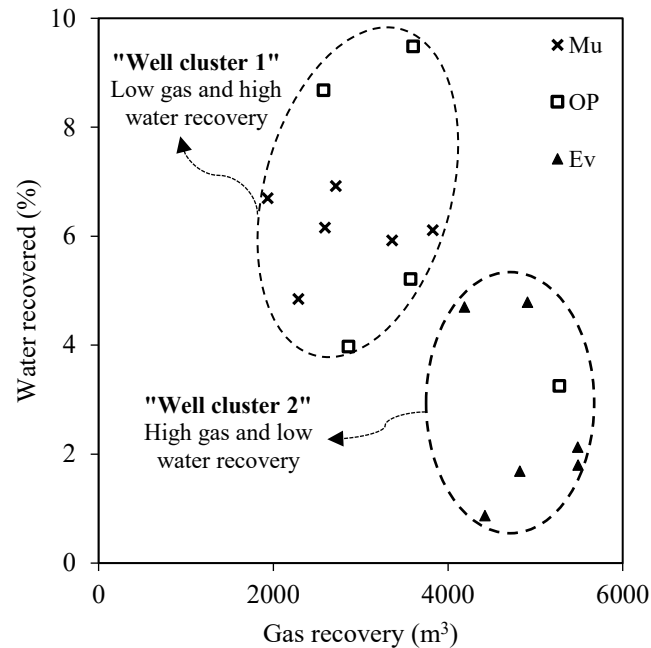 10
8
6
4
2
0
0
2000
4000
6000
Water recovered (%)
Gas recovery (m³)
"Well cluster 1"
Low gas and high
water recovery
"Well cluster 2"
High gas and low
water recovery
Mu
OP
Ev